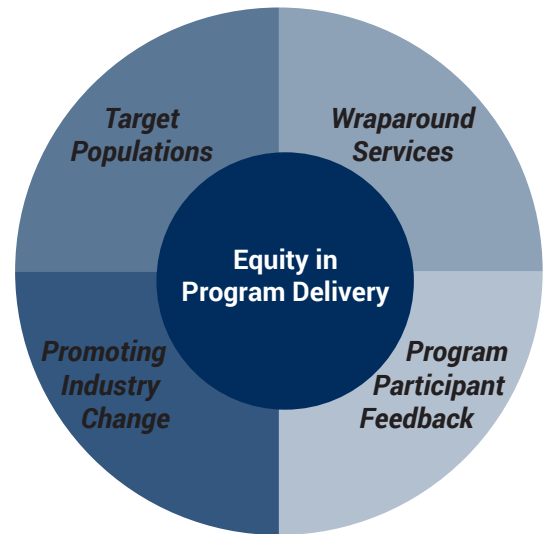 Target
Populations
Wraparound
Services
Equity in
Program Delivery
Promoting
Industry
Change
Program
Participant
Feedback